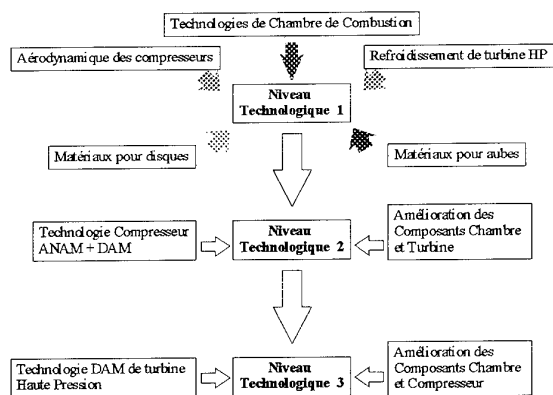 Technologies de Chambre de Combustion
Aérodynamique des compresseurs
Refroidissement de turbine HP
Niveau
Technologique 1
Matériaux pour disques
Matériaux pour aubes
Technologie Compresseur
ANAM + DAM
Niveau
Technologique 2
Amélioration des
Composants Chambre
et Turbine
Technologie DAM de turbine
Haute Pression
Niveau
Technologique 3
Amélioration des
Composants Chambre
et Compresseur